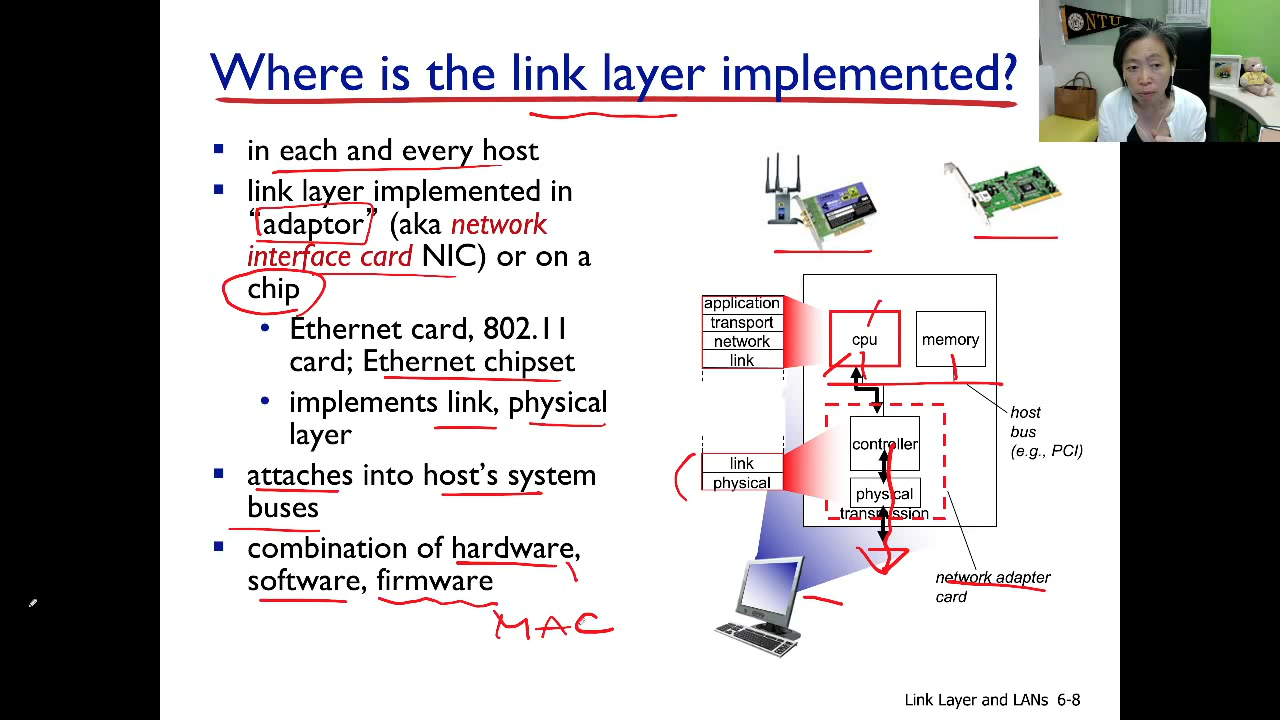 Where is the link layer implemented?
NTU
▪ in each and every host
▪ link layer implemented in
“adaptor” (aka network
interface card NIC) or on a
chip
• Ethernet card, 802.11
card; Ethernet chipset
• implements link, physical
layer
▪ attaches into host’s system
buses
▪ combination of hardware,
software, firmware
MAC
application
transport
network
link
cpu
memory
host
bus
(e.g., PCI)
controller
link
physical
physical
transmission
network adapter
card
Link Layer and LANs 6-8